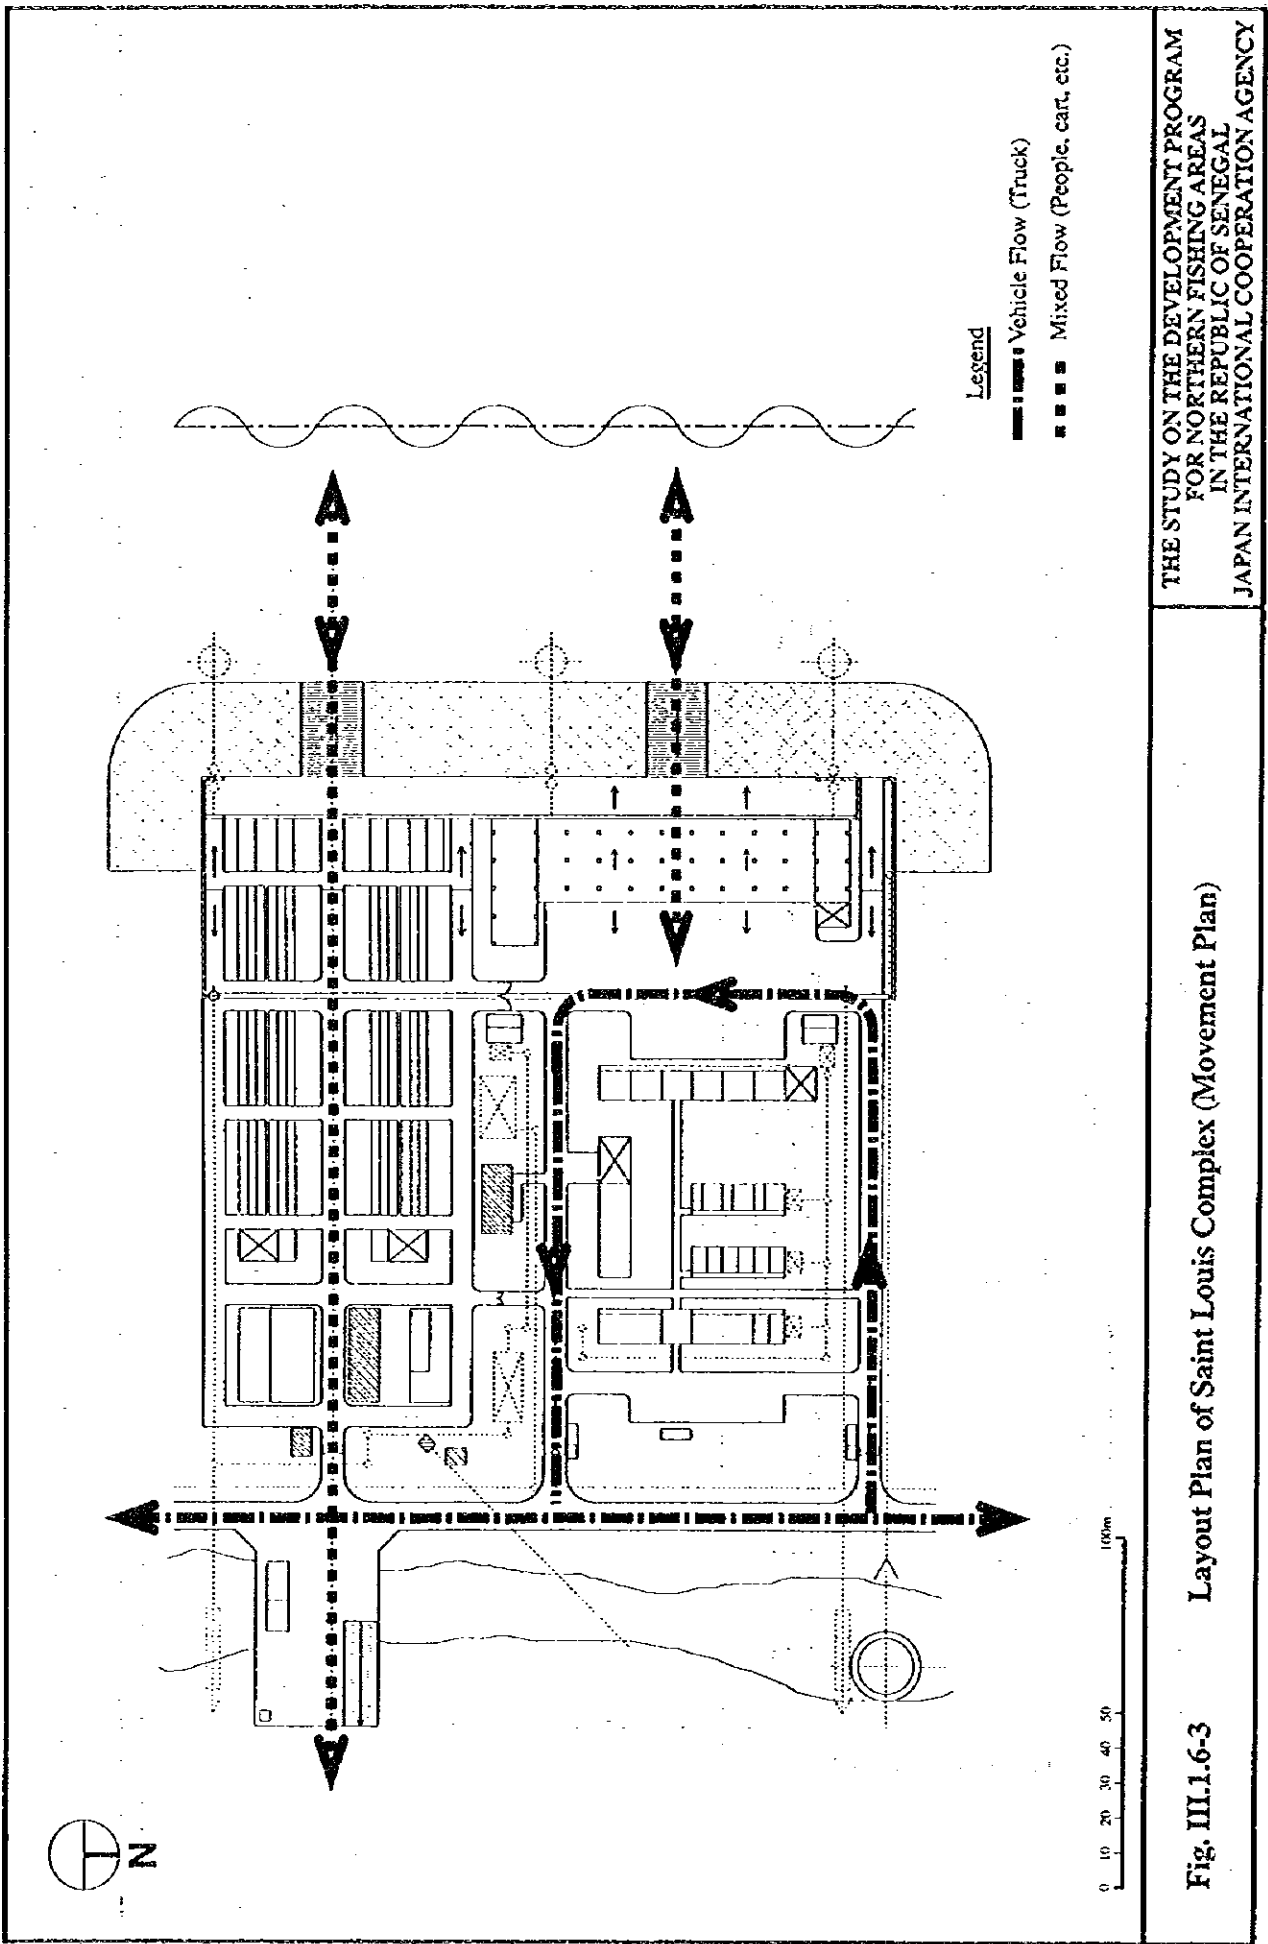 N
Legend
Vehicle Flow (Truck)
Mixed Flow (People, cart, etc.)
0 10 20 30 40 50 100m
Fig. III.1.6-3 Layout Plan of Saint Louis Complex (Movement Plan)
THE STUDY ON THE DEVELOPMENT PROGRAM
FOR NORTHERN FISHING AREAS
IN THE REPUBLIC OF SENEGAL
JAPAN INTERNATIONAL COOPERATION AGENCY